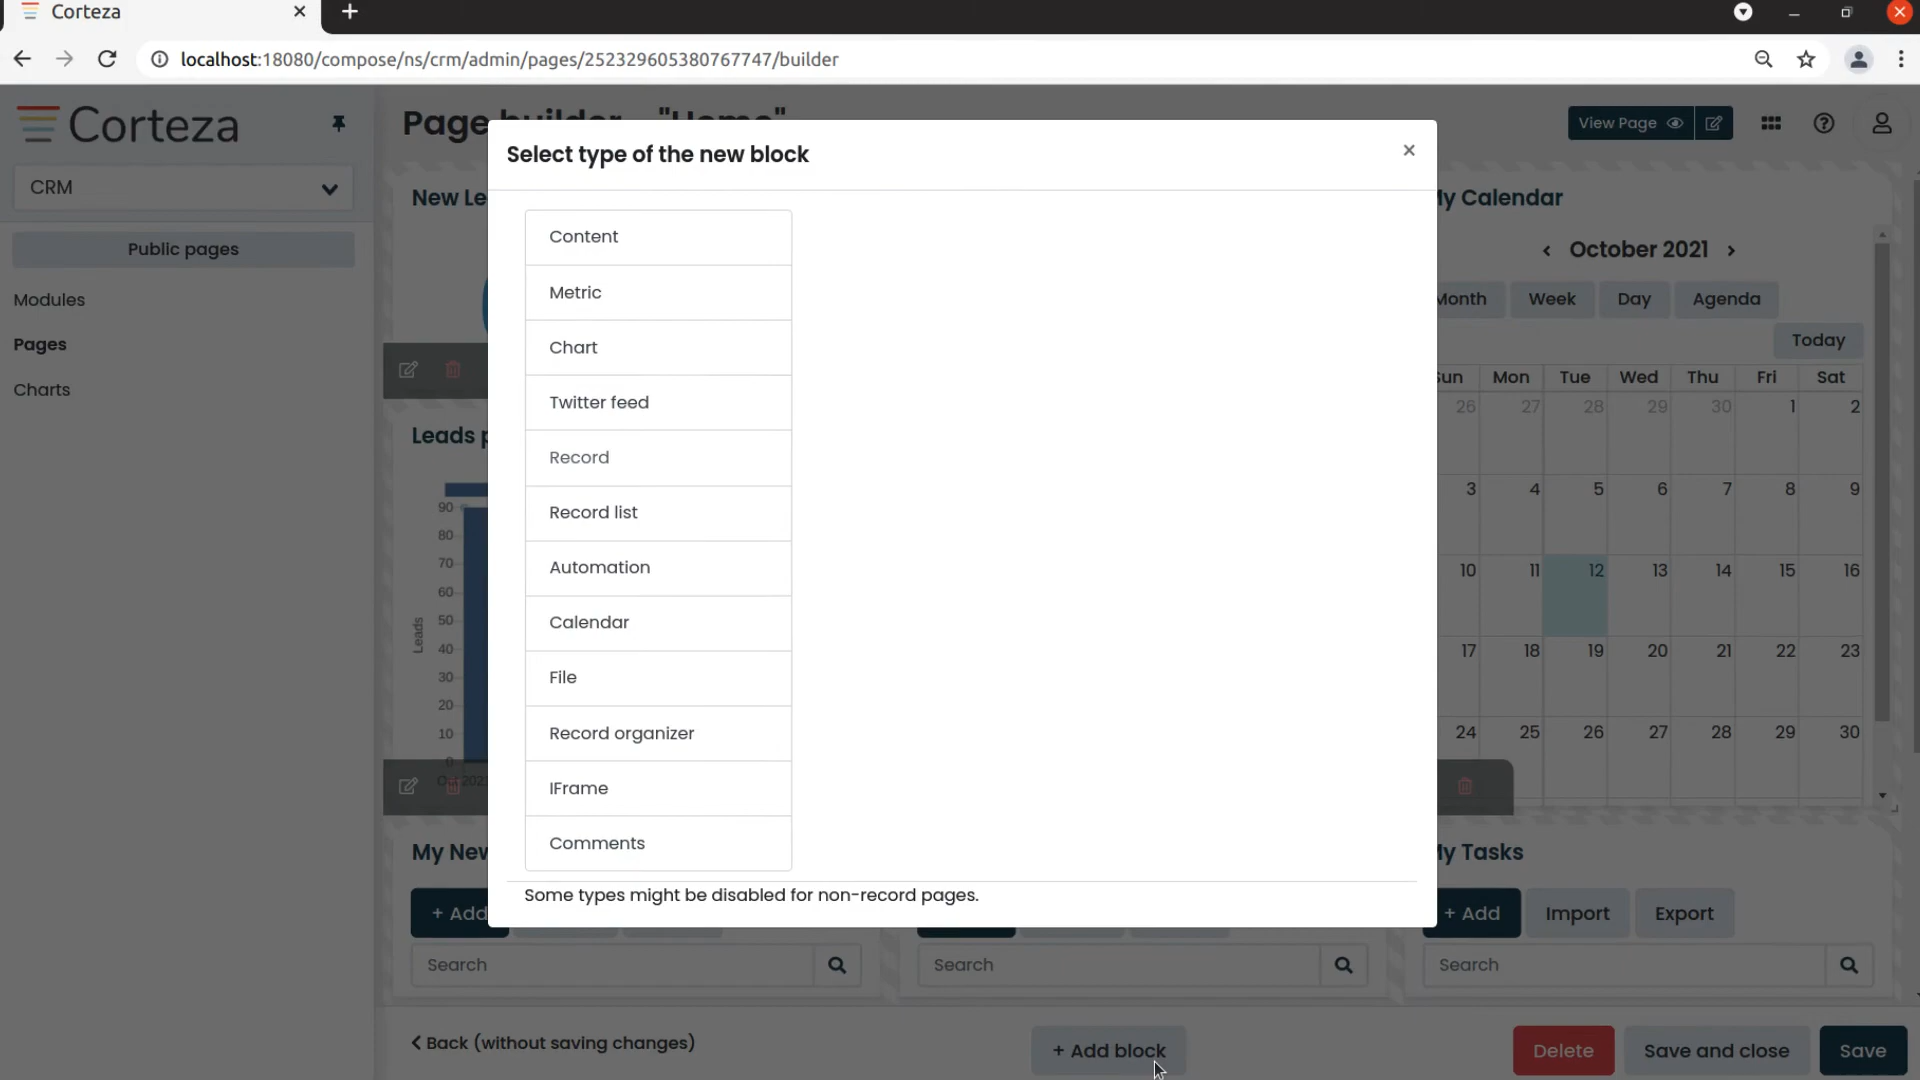 Corteza
localhost:18080/compose/ns/crm/admin/pages/252329605380767747/builder
Corteza
CRM
Public pages
Modules
Pages
Charts
Page builder - "Home"
View Page
Select type of the new block
×
Content
Metric
Chart
Twitter feed
Record
Record list
Automation
Calendar
File
Record organizer
IFrame
Comments
Some types might be disabled for non-record pages.
New Le
Leads p
90
80
70
60
50
40
30
20
10
0
Leads
My Calendar
October 2021
Month Week Day Agenda
Today
Sun Mon Tue Wed Thu Fri Sat
26 27 28 29 30 1 2
3 4 5 6 7 8 9
10 11 12 13 14 15 16
17 18 19 20 21 22 23
24 25 26 27 28 29 30
My New
+ Add
Search
Search
My Tasks
+ Add Import Export
Search
Back (without saving changes)
+ Add block
Delete Save and close Save